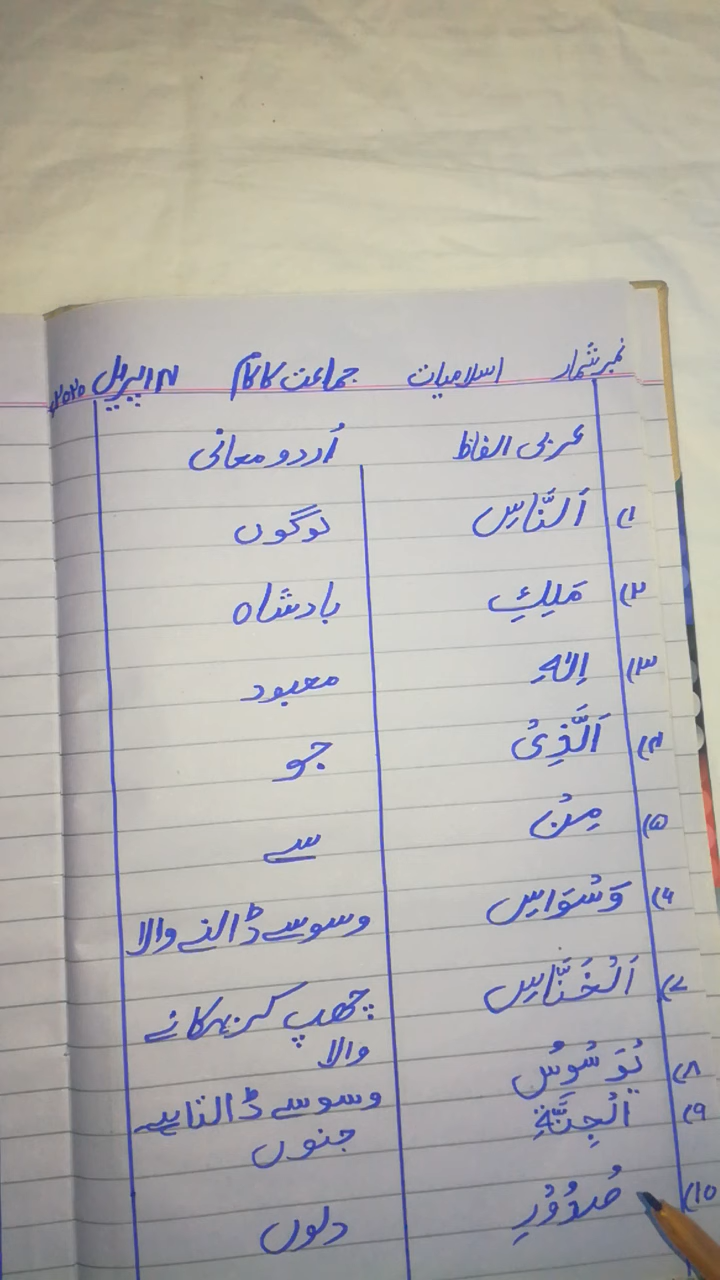 نمبر شمار اسلامیات جماعت کا کام ۱۳ اپریل ۲۰۲۰ء
عربی الفاظ اُردو معانی
۱) اَلنَّاسِ لوگوں
۲) مَلِكِ بادشاہ
۳) اِلٰهِ معبود
۴) اَلَّذِیْ جو
۵) مِنْ سے
۶) وَسْوَاسِ وسوسے ڈالنے والا
۷) اَلْخَنَّاسِ چھپ کر بہکانے
والا
۸) یُوَسْوِسُ وسوسے ڈالتا ہے
۹) اَلْجِنَّةِ جنوں
۱۰) صُدُوْرِ دلوں